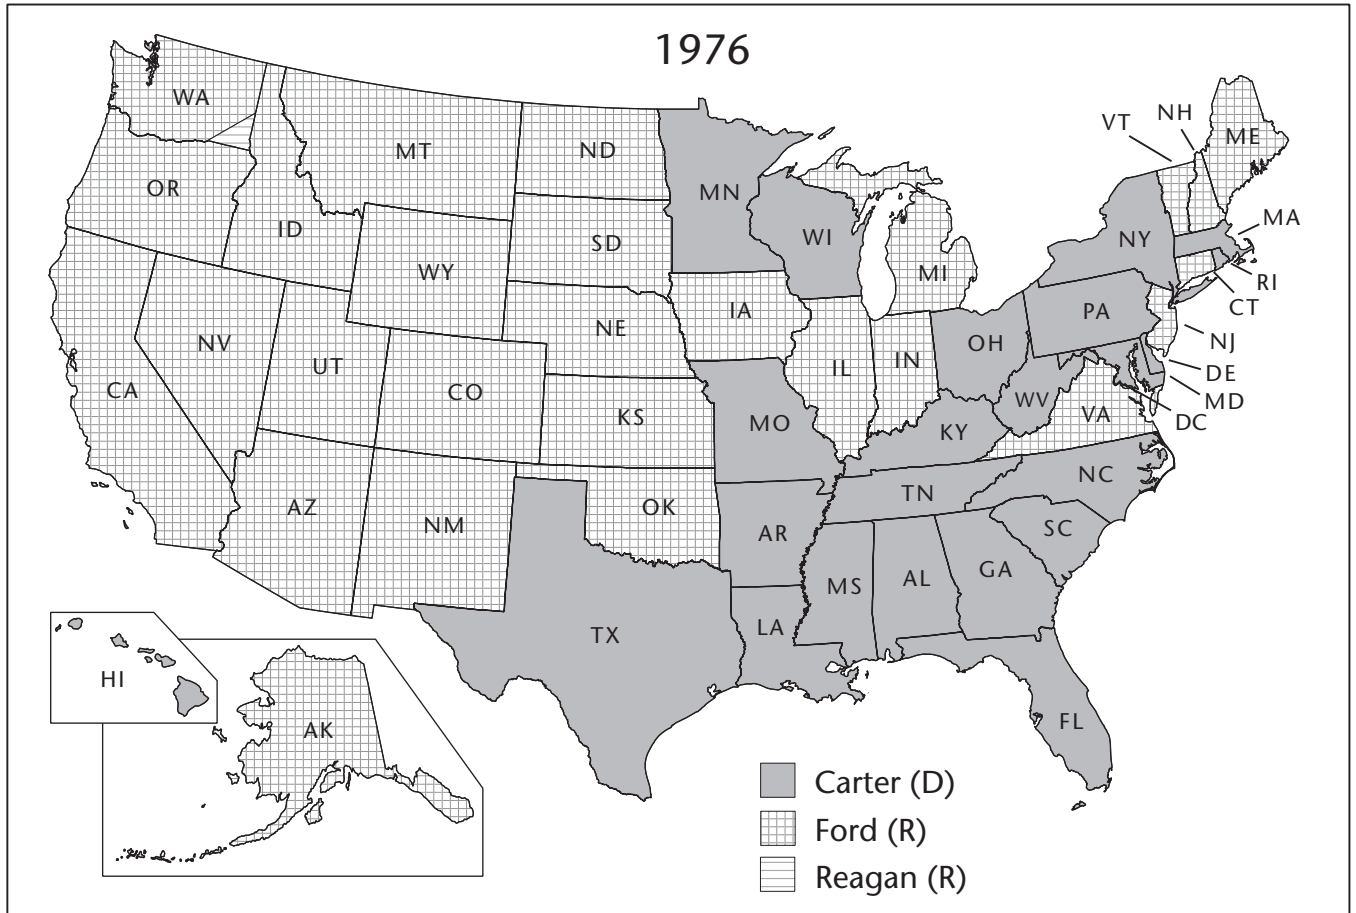 1976
WA
MT
ND
MN
OR
ID
WY
SD
WI
MI
VT
NH
ME
NY
MA
RI
CT
NJ
PA
DE
MD
DC
NV
UT
CO
NE
IA
IL
IN
OH
WV
VA
CA
KS
MO
KY
AZ
NM
OK
AR
TN
NC
SC
TX
LA
MS
AL
GA
FL
HI
AK
Carter (D)
Ford (R)
Reagan (R)